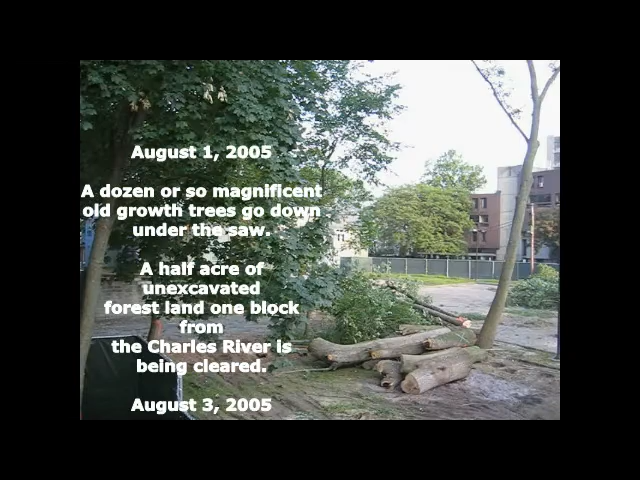 August 1, 2005
A dozen or so magnificent
old growth trees go down
under the saw.
A half acre of
unexcavated
forest land one block
from
the Charles River is
being cleared.
August 3, 2005